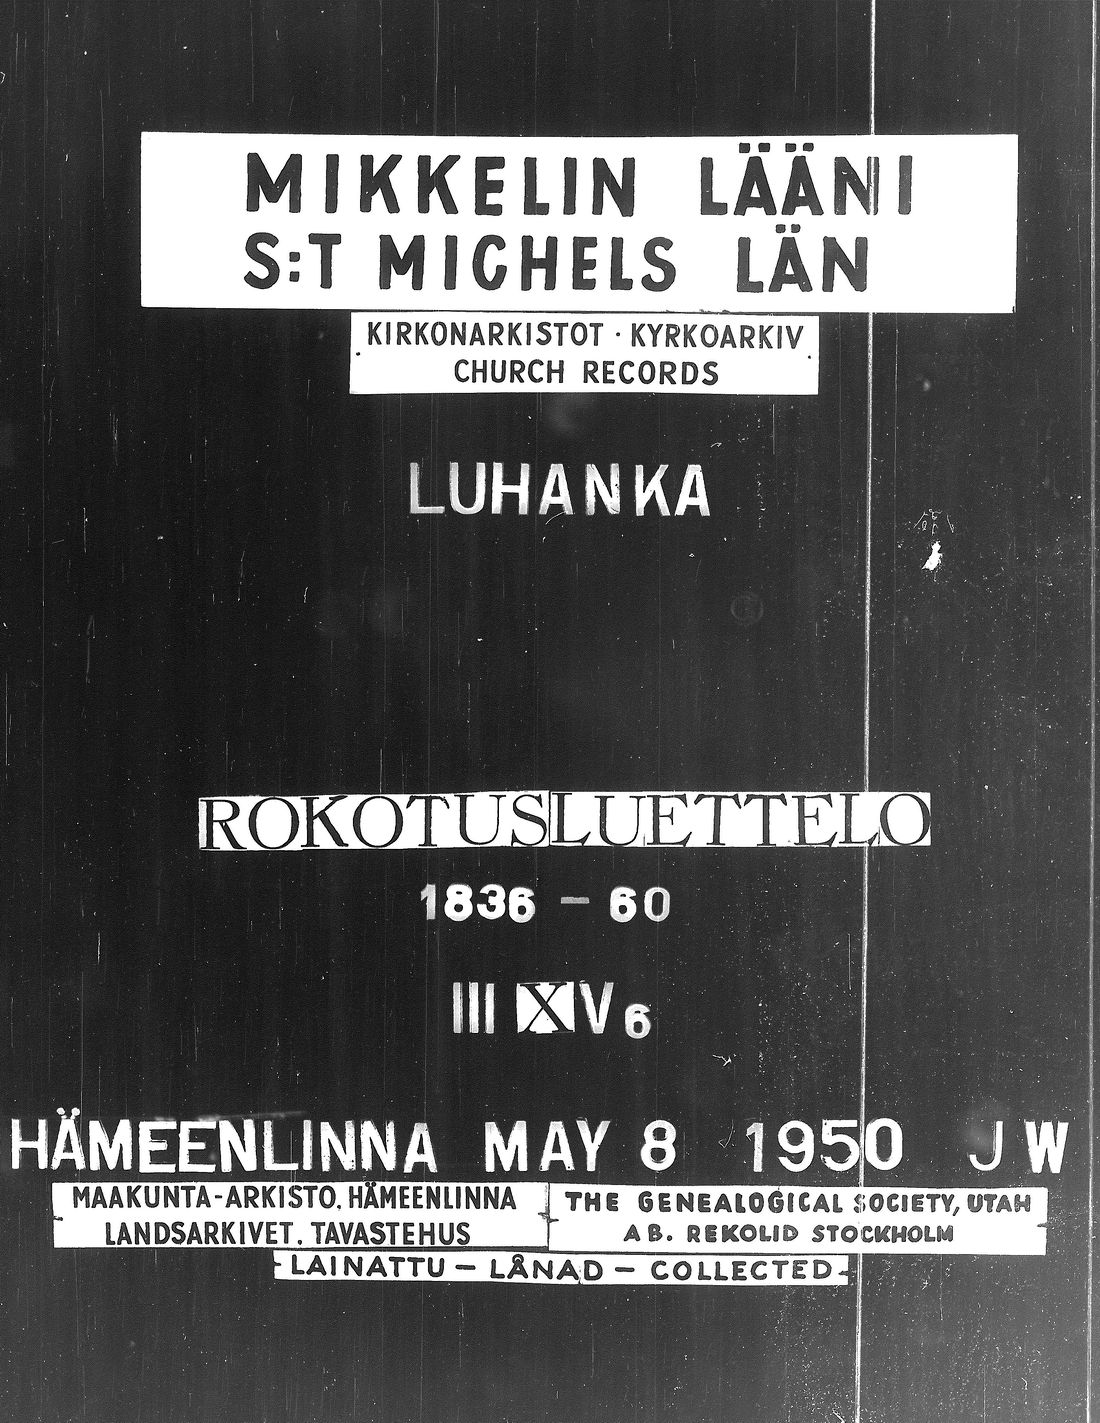 MIKKELIN LÄÄNI
S:T MICHELS LÄN
KIRKONARKISTOT · KYRKOARKIV
CHURCH RECORDS
LUHANKA
ROKOTUSLUETTELO
1836 – 60
III XV6
HÄMEENLINNA MAY 8 1950 JW
MAAKUNTA-ARKISTO, HÄMEENLINNA
LANDSARKIVET, TAVASTEHUS
THE GENEALOGICAL SOCIETY, UTAH
AB. REKOLID STOCKHOLM
LAINATTU – LÅNAD – COLLECTED